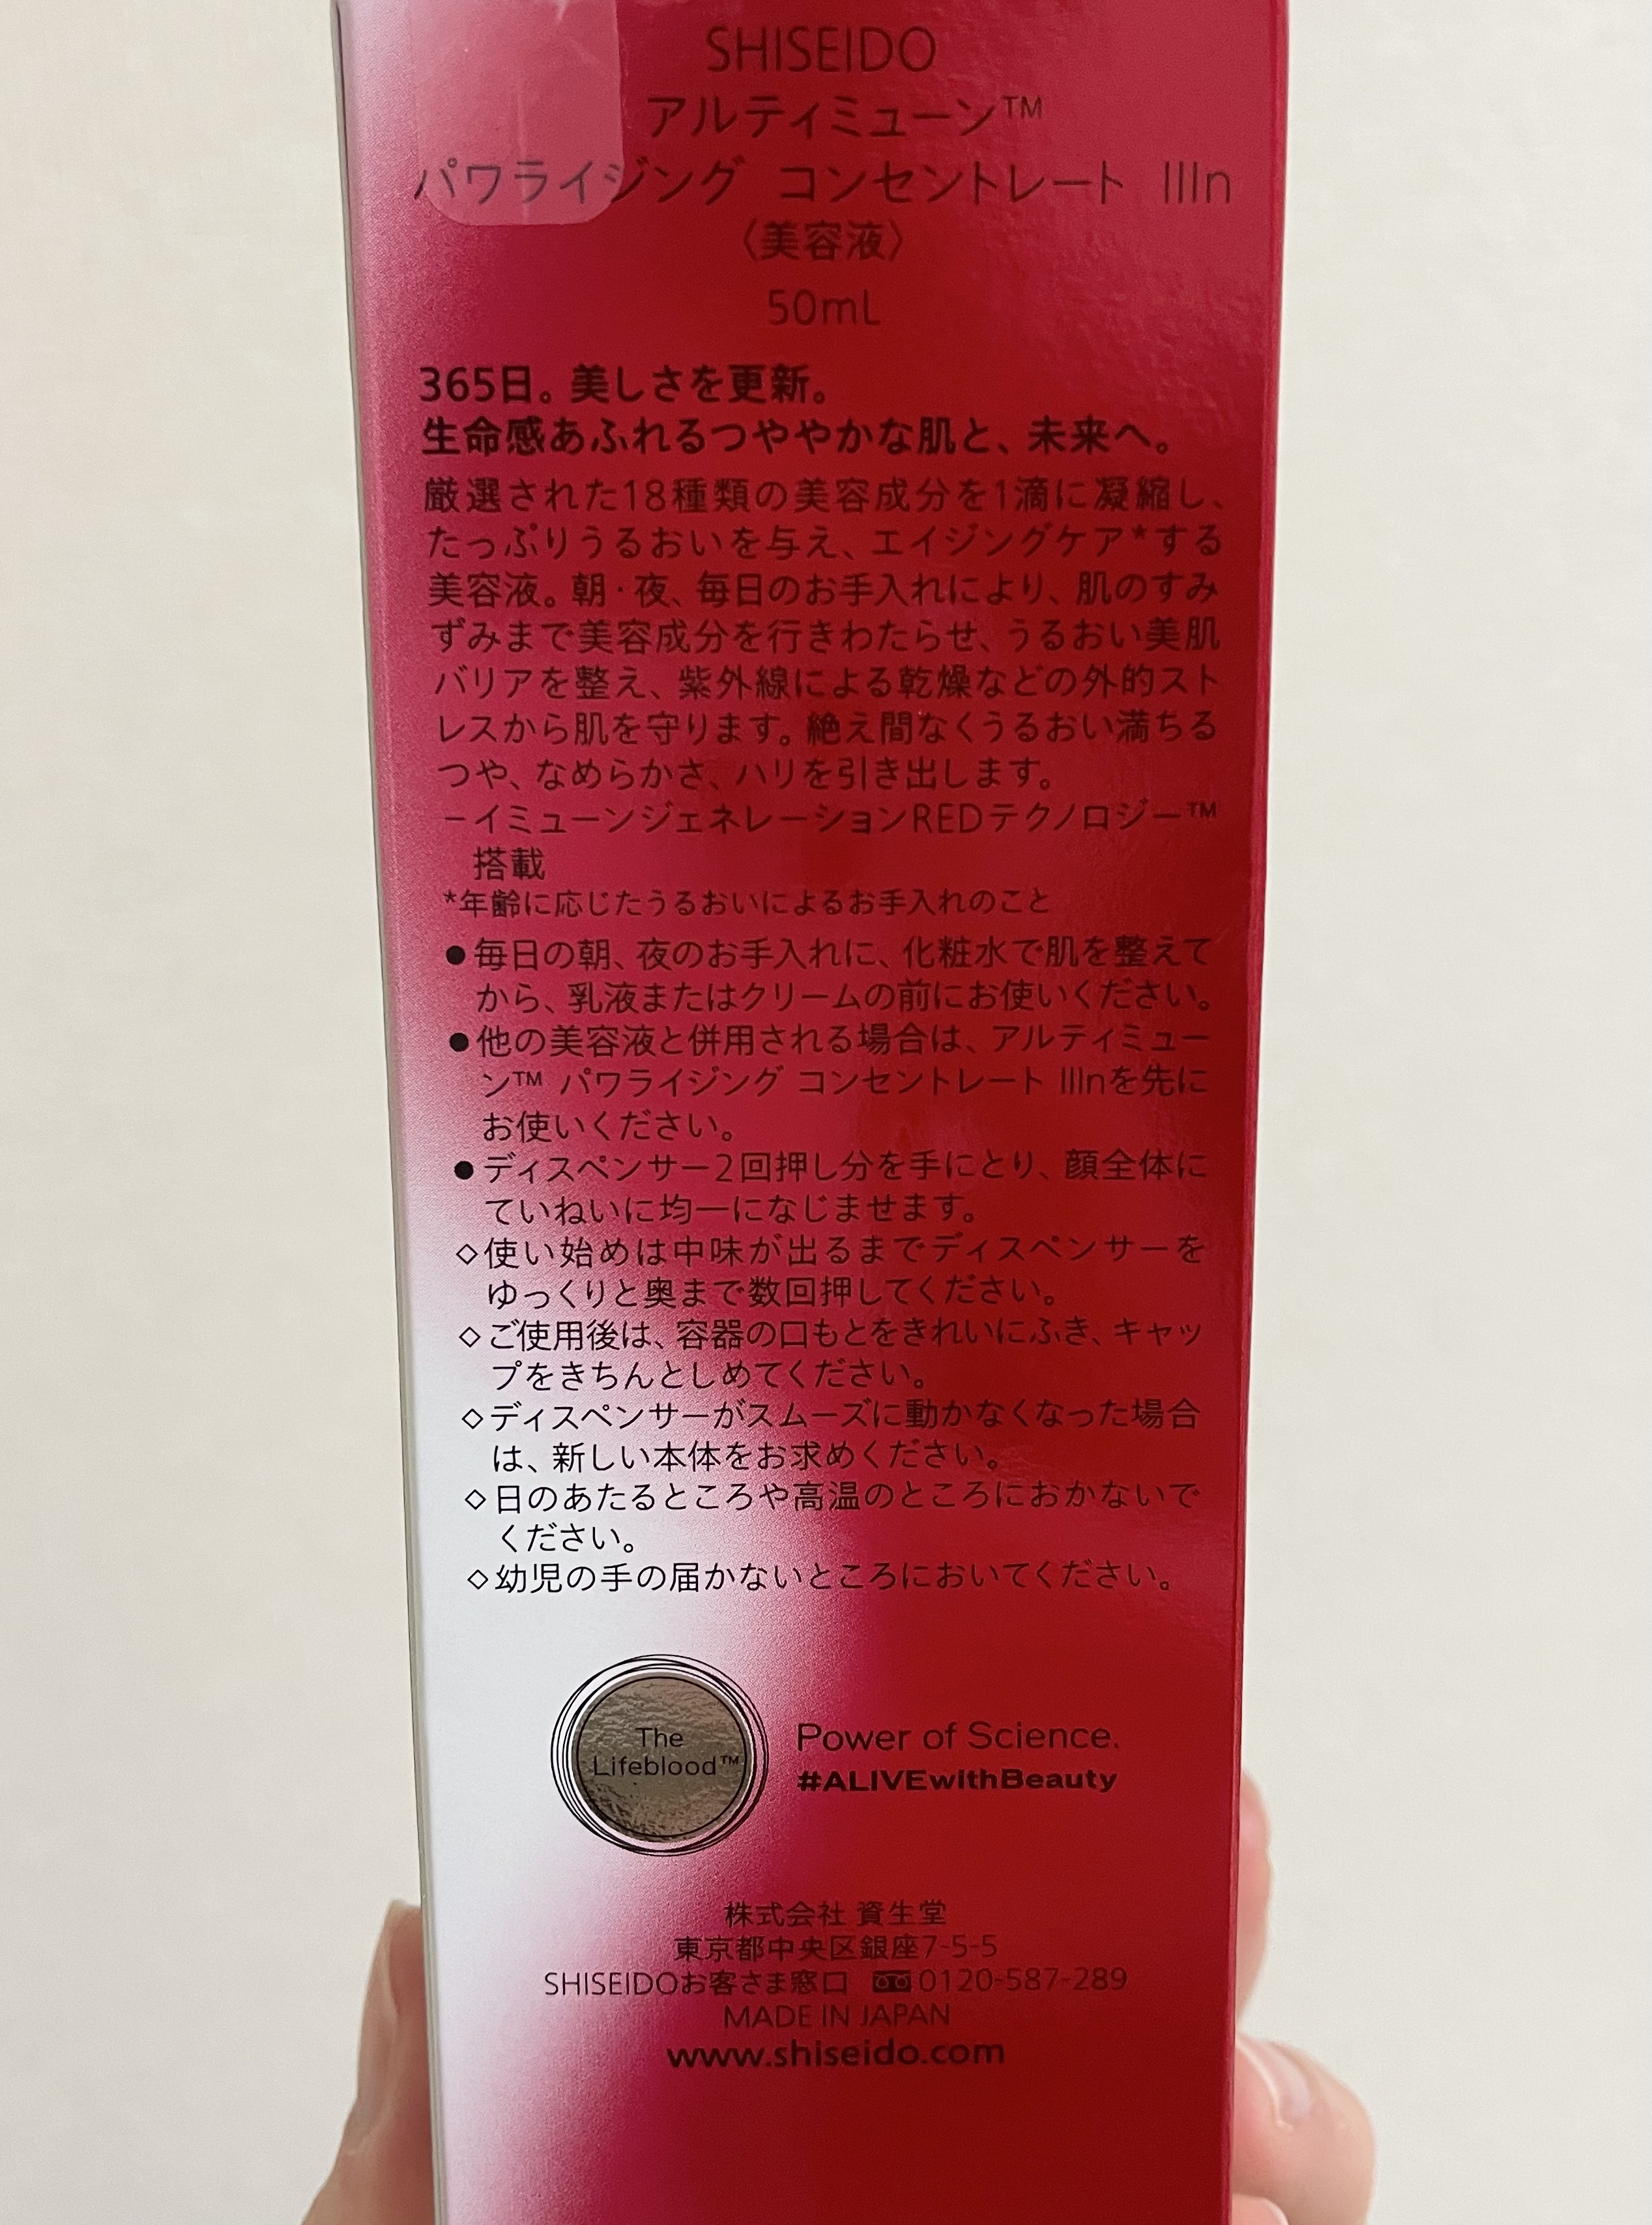 SHISEIDO
アルティミューン™
パワライジング コンセントレート IIIn
〈美容液〉
50mL
365日。美しさを更新。
生命感あふれるつややかな肌と、未来へ。
厳選された18種類の美容成分を1滴に凝縮し、
たっぷりうるおいを与え、エイジングケア*する
美容液。朝・夜、毎日のお手入れにより、肌のすみ
ずみまで美容成分を行きわたらせ、うるおい美肌
バリアを整え、紫外線による乾燥などの外的スト
レスから肌を守ります。絶え間なくうるおい満ちる
つや、なめらかさ、ハリを引き出します。
−イミューンジェネレーションREDテクノロジー™
搭載
*年齢に応じたうるおいによるお手入れのこと
●毎日の朝、夜のお手入れに、化粧水で肌を整えて
から、乳液またはクリームの前にお使いください。
●他の美容液と併用される場合は、アルティミュー
ン™ パワライジング コンセントレート IIInを先に
お使いください。
●ディスペンサー2回押し分を手にとり、顔全体に
ていねいに均一になじませます。
◇使い始めは中味が出るまでディスペンサーを
ゆっくりと奥まで数回押してください。
◇ご使用後は、容器の口もとをきれいにふき、キャッ
プをきちんとしめてください。
◇ディスペンサーがスムーズに動かなくなった場合
は、新しい本体をお求めください。
◇日のあたるところや高温のところにおかないで
ください。
◇幼児の手の届かないところにおいてください。
The
Lifeblood™
Power of Science.
#ALIVEwithBeauty
株式会社 資生堂
東京都中央区銀座7-5-5
SHISEIDOお客さま窓口 0120-587-289
MADE IN JAPAN
www.shiseido.com